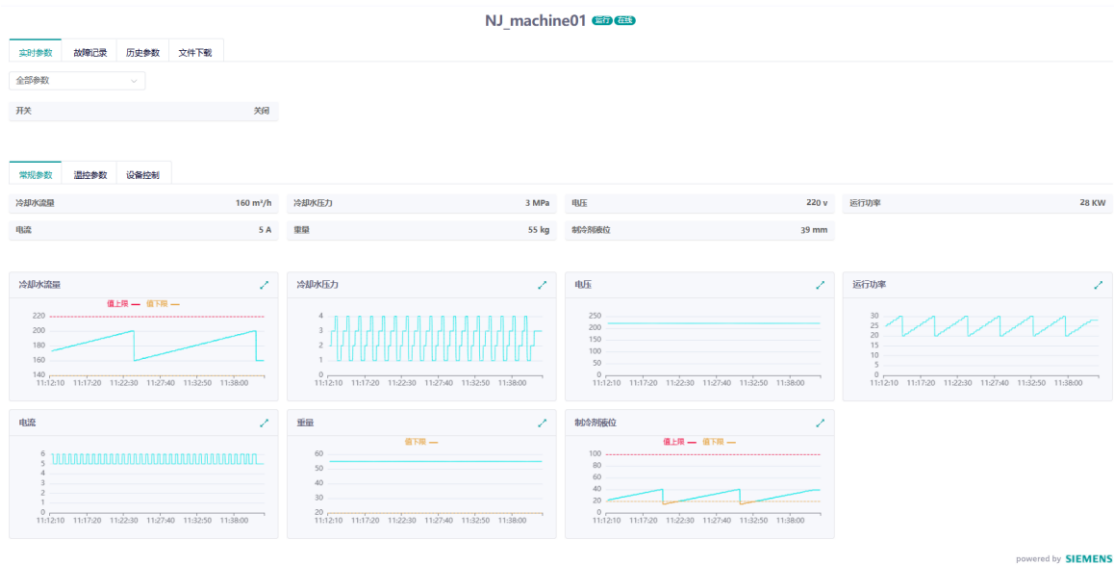 NJ_machine01 运行 在线
实时参数 故障记录 历史参数 文件下载
全部参数
开关 关闭
常规参数 温控参数 设备控制
冷却水流量 160 m³/h 冷却水压力 3 MPa 电压 220 v 运行功率 28 KW
电流 5 A 重量 55 kg 制冷剂液位 39 mm
冷却水流量
值上限 值下限
220
200
180
160
140
11:12:10 11:17:20 11:22:30 11:27:40 11:32:50 11:38:00
冷却水压力
4
3
2
1
0
11:12:10 11:17:20 11:22:30 11:27:40 11:32:50 11:38:00
电压
250
200
150
100
50
0
11:12:10 11:17:20 11:22:30 11:27:40 11:32:50 11:38:00
运行功率
30
25
20
15
10
5
0
11:12:10 11:17:20 11:22:30 11:27:40 11:32:50 11:38:00
电流
6
5
4
3
2
1
0
11:12:10 11:17:20 11:22:30 11:27:40 11:32:50 11:38:00
重量
值下限
60
50
40
30
20
11:12:10 11:17:20 11:22:30 11:27:40 11:32:50 11:38:00
制冷剂液位
值上限 值下限
100
80
60
40
20
0
11:12:10 11:17:20 11:22:30 11:27:40 11:32:50 11:38:00
powered by SIEMENS